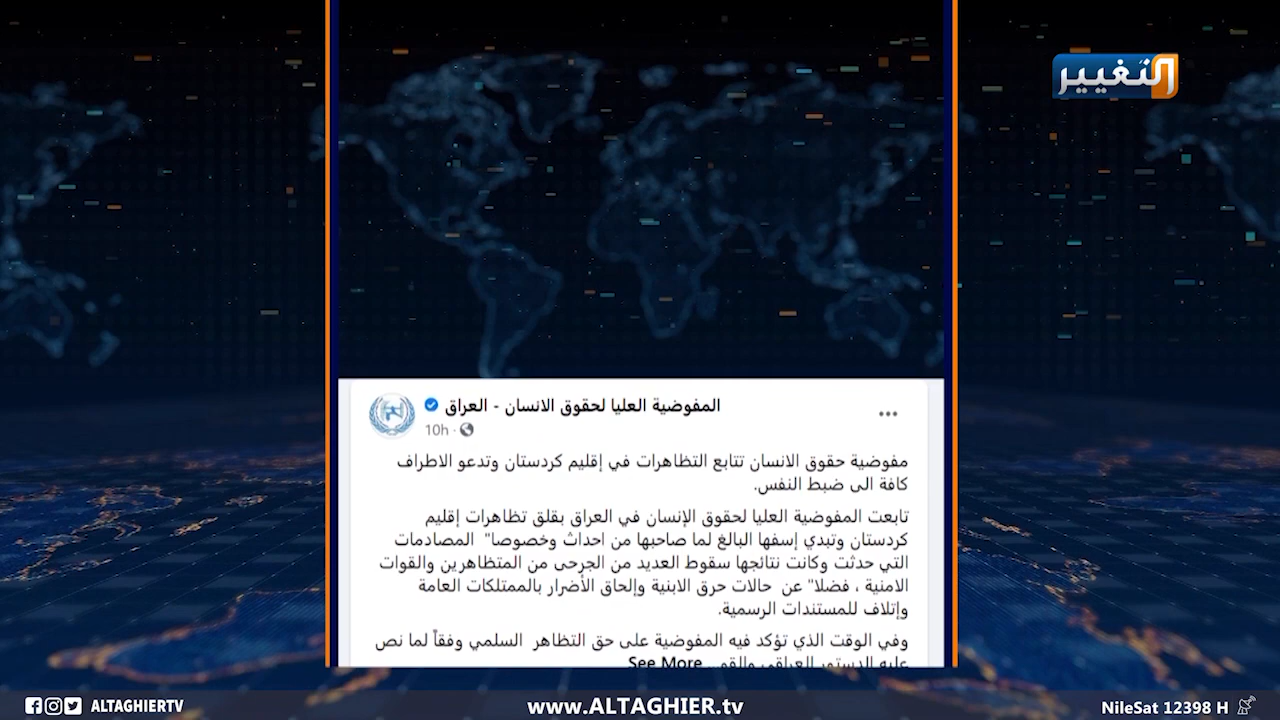 التغيير
المفوضية العليا لحقوق الانسان - العراق
10h ·
مفوضية حقوق الانسان تتابع التظاهرات في إقليم كردستان وتدعو الاطراف
كافة الى ضبط النفس.
تابعت المفوضية العليا لحقوق الإنسان في العراق بقلق تظاهرات إقليم
كردستان وتبدي إسفها البالغ لما صاحبها من احداث وخصوصا" المصادمات
التي حدثت وكانت نتائجها سقوط العديد من الجرحى من المتظاهرين والقوات
الامنية ، فضلا" عن حالات حرق الابنية وإلحاق الأضرار بالممتلكات العامة
وإتلاف للمستندات الرسمية.
وفي الوقت الذي تؤكد فيه المفوضية على حق التظاهر السلمي وفقاً لما نص
عليه الدستور العراقي والقو... See More
ALTAGHIERTV
www.ALTAGHIER.tv
NileSat 12398 H